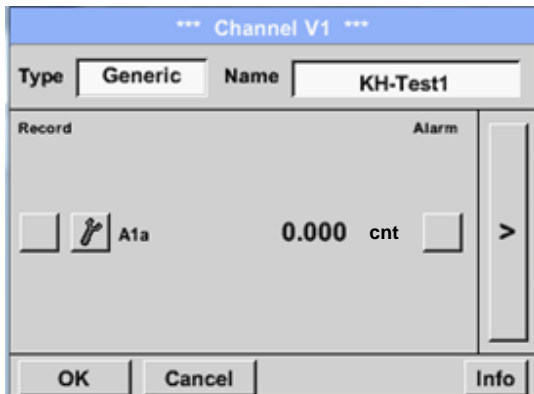 *** Channel V1 ***
Type Generic Name KH-Test1
Record Alarm
A1a 0.000 cnt >
OK Cancel Info